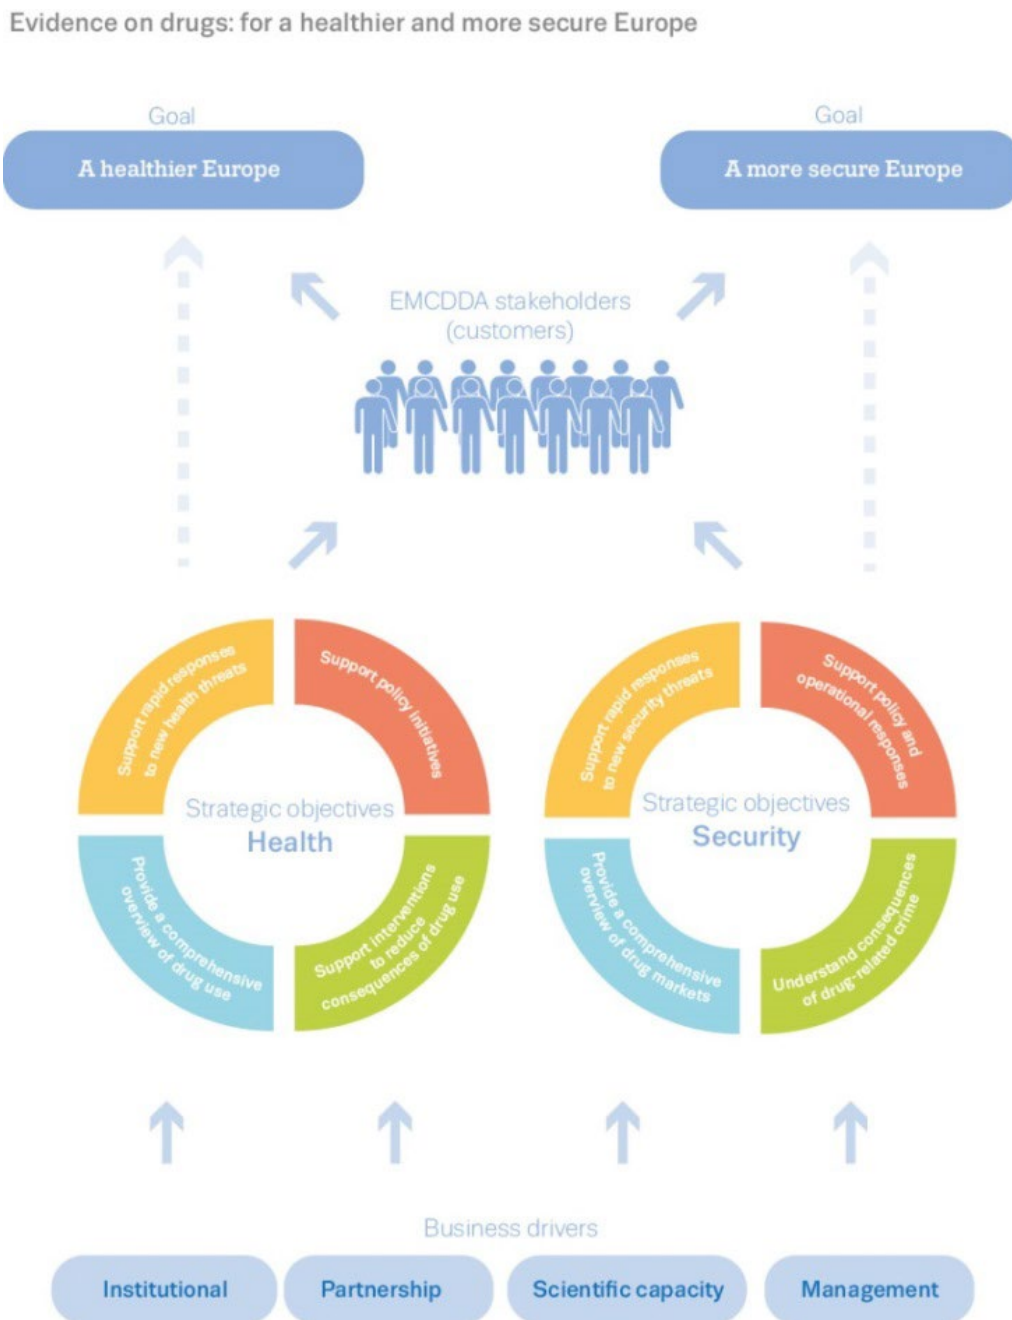 Evidence on drugs: for a healthier and more secure Europe
Goal
A healthier Europe
Goal
A more secure Europe
EMCDDA stakeholders
(customers)
Support rapid responses
to new health threats
Support policy initiatives
Strategic objectives
Health
Provide a comprehensive
overview of drug use
Support interventions
to reduce
consequences of drug use
Support rapid responses
to new security threats
Support policy and
operational responses
Strategic objectives
Security
Provide a comprehensive
overview of drug markets
Understand consequences
of drug-related crime
Business drivers
Institutional
Partnership
Scientific capacity
Management